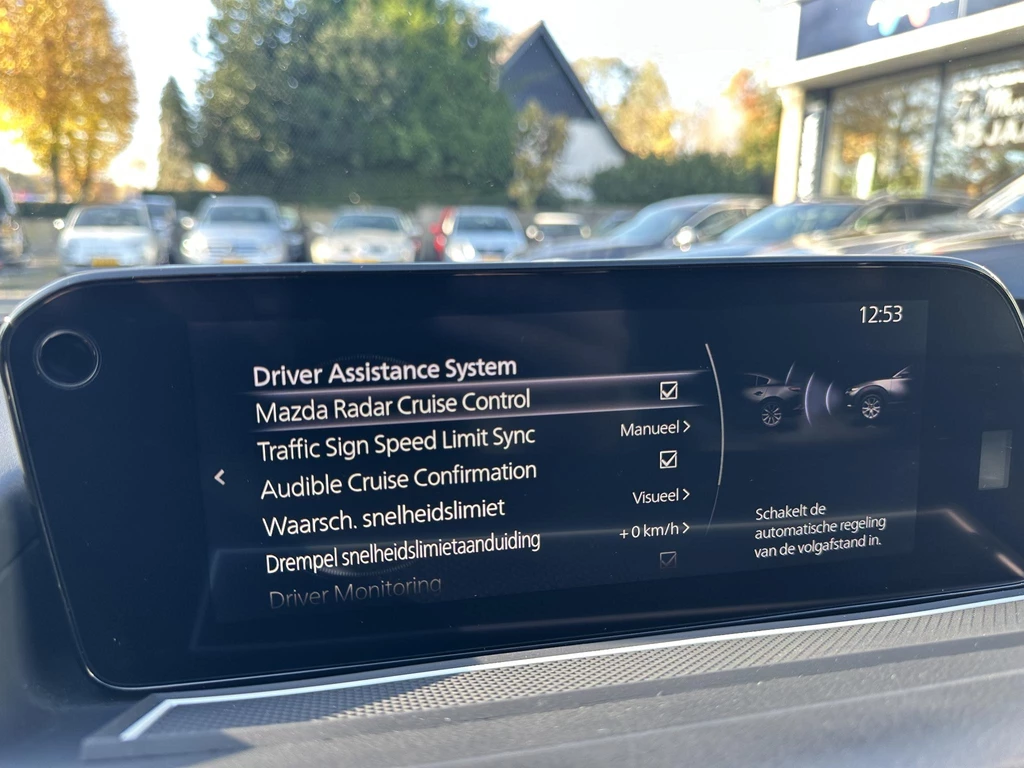 12:53
Driver Assistance System
Mazda Radar Cruise Control
Traffic Sign Speed Limit Sync Manueel >
Audible Cruise Confirmation
Waarsch. snelheidslimiet Visueel >
Drempel snelheidslimietaanduiding + 0 km/h >
Driver Monitoring
Schakelt de
automatische regeling
van de volgafstand in.